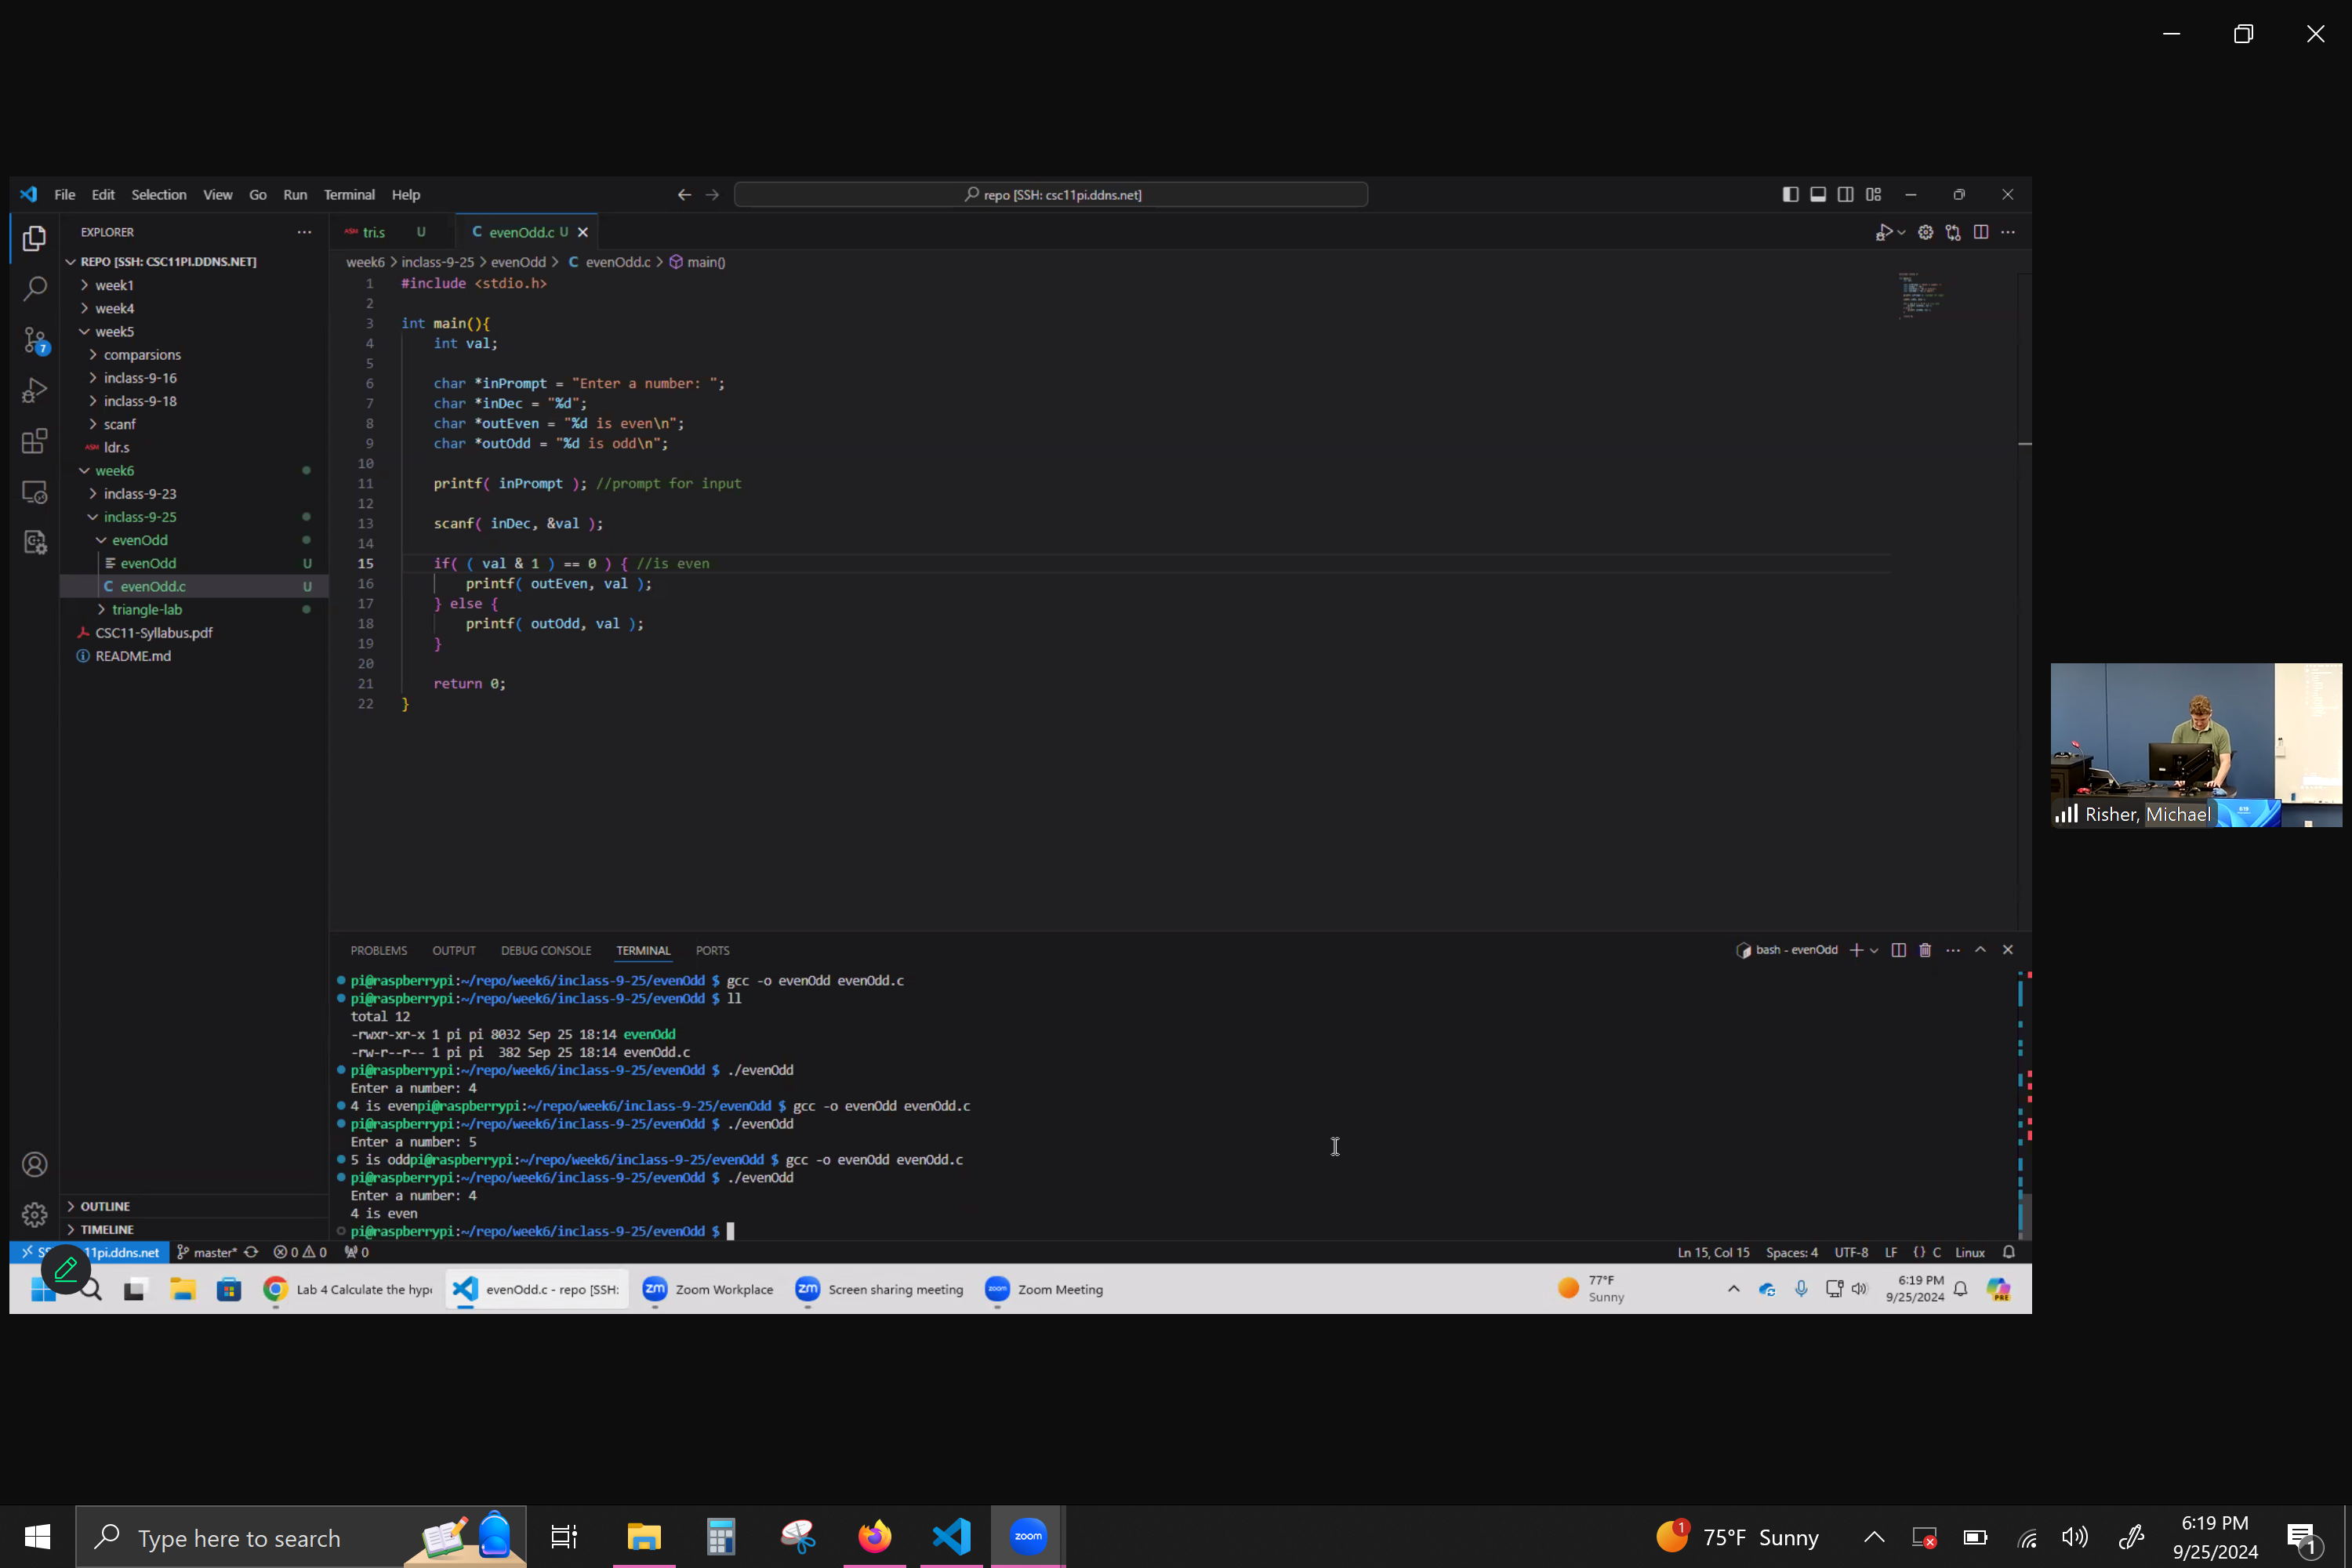 File Edit Selection View Go Run Terminal Help
repo [SSH: csc11pi.ddns.net]
EXPLORER
REPO [SSH: CSC11PI.DDNS.NET]
week1
week4
week5
comparsions
inclass-9-16
inclass-9-18
scanf
ASM ldr.s
week6
inclass-9-23
inclass-9-25
evenOdd
evenOdd U
C evenOdd.c U
triangle-lab
CSC11-Syllabus.pdf
README.md
OUTLINE
TIMELINE
7
ASM tri.s U
C evenOdd.c U
week6 > inclass-9-25 > evenOdd > C evenOdd.c > main()
1 #include <stdio.h>
2
3 int main(){
4 int val;
5
6 char *inPrompt = "Enter a number: ";
7 char *inDec = "%d";
8 char *outEven = "%d is even\n";
9 char *outOdd = "%d is odd\n";
10
11 printf( inPrompt ); //prompt for input
12
13 scanf( inDec, &val );
14
15 if( ( val & 1 ) == 0 ) { //is even
16 printf( outEven, val );
17 } else {
18 printf( outOdd, val );
19 }
20
21 return 0;
22 }
PROBLEMS OUTPUT DEBUG CONSOLE TERMINAL PORTS
bash - evenOdd
pi@raspberrypi:~/repo/week6/inclass-9-25/evenOdd $ gcc -o evenOdd evenOdd.c
pi@raspberrypi:~/repo/week6/inclass-9-25/evenOdd $ ll
total 12
-rwxr-xr-x 1 pi pi 8032 Sep 25 18:14 evenOdd
-rw-r--r-- 1 pi pi 382 Sep 25 18:14 evenOdd.c
pi@raspberrypi:~/repo/week6/inclass-9-25/evenOdd $ ./evenOdd
Enter a number: 4
4 is evenpi@raspberrypi:~/repo/week6/inclass-9-25/evenOdd $ gcc -o evenOdd evenOdd.c
pi@raspberrypi:~/repo/week6/inclass-9-25/evenOdd $ ./evenOdd
Enter a number: 5
5 is oddpi@raspberrypi:~/repo/week6/inclass-9-25/evenOdd $ gcc -o evenOdd evenOdd.c
pi@raspberrypi:~/repo/week6/inclass-9-25/evenOdd $ ./evenOdd
Enter a number: 4
4 is even
pi@raspberrypi:~/repo/week6/inclass-9-25/evenOdd $
11pi.ddns.net master* 0 0 0
Ln 15, Col 15 Spaces: 4 UTF-8 LF {} C Linux
Lab 4 Calculate the hyp
evenOdd.c - repo [SSH:
zm Zoom Workplace
zm Screen sharing meeting
zoom Zoom Meeting
77°F
Sunny
6:19 PM
9/25/2024
PRE
Risher, Michael
Type here to search
zoom
1 75°F Sunny
6:19 PM
9/25/2024
1